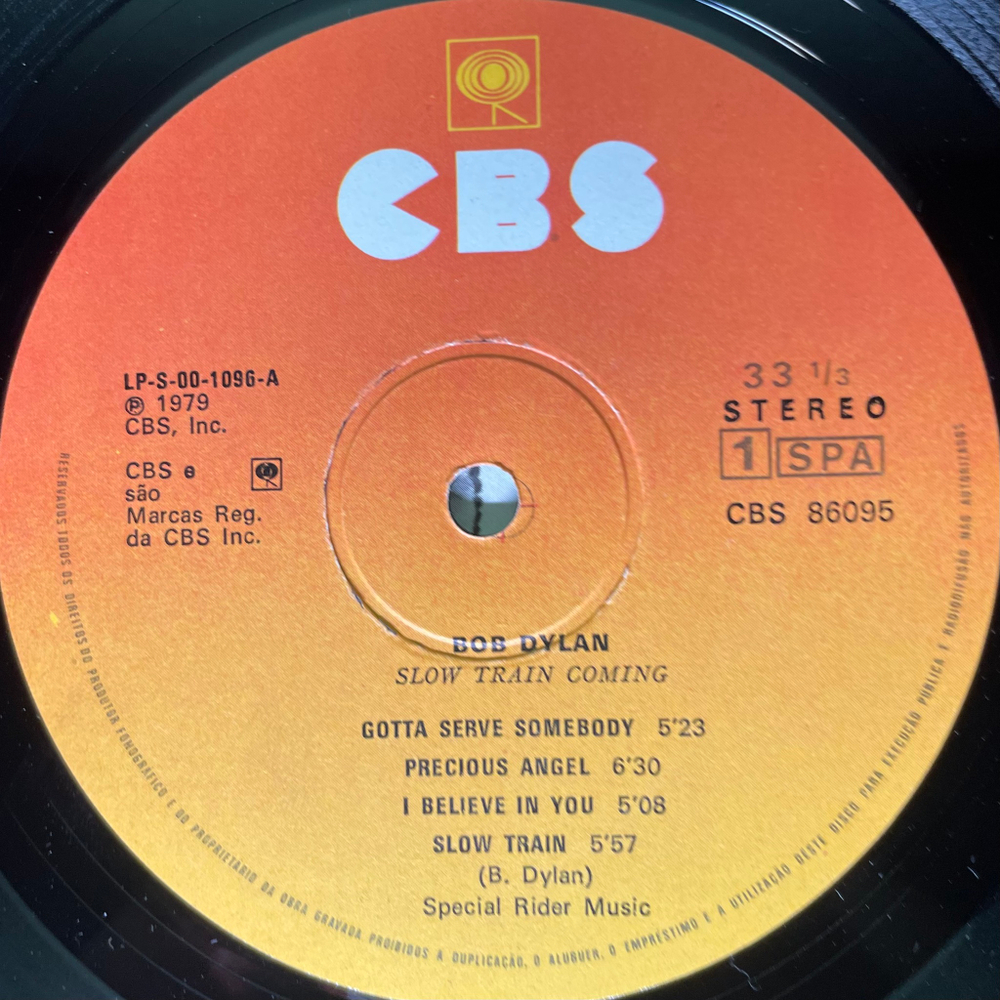 CBS
LP-S-00-1096-A
℗ 1979
CBS, Inc.
CBS e
são
Marcas Reg.
da CBS Inc.
33 1/3
STEREO
1 SPA
CBS 86095
BOB DYLAN
SLOW TRAIN COMING
GOTTA SERVE SOMEBODY 5'23
PRECIOUS ANGEL 6'30
I BELIEVE IN YOU 5'08
SLOW TRAIN 5'57
(B. Dylan)
Special Rider Music
RESERVADOS TODOS OS DIREITOS DO PRODUTOR FONOGRAFICO E DO PROPRIETARIO DA OBRA GRAVADA PROIBIDOS A DUPLICAÇÃO, O ALUGUER, O EMPRÉSTIMO E A UTILIZAÇÃO DESTE DISCO PARA EXECUÇÃO PUBLICA E RADIODIFUSÃO NÃO AUTORIZADOS